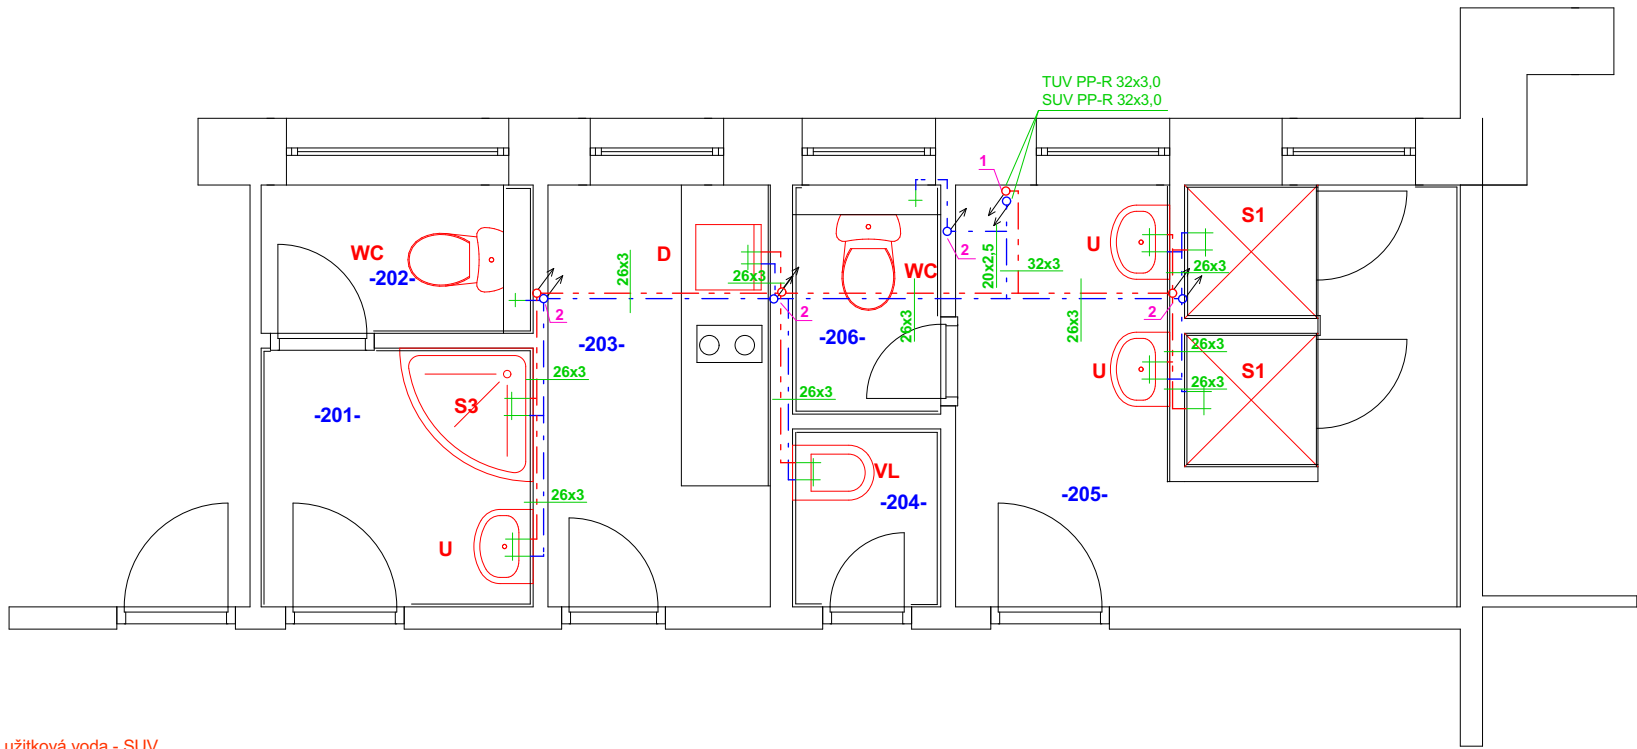 TUV PP-R 32x3,0
SUV PP-R 32x3,0
1
S1
U
WC
-202-
D
26x3
26x3
WC
2
20x2,5
32x3
26x3
2
-203-
2
-206-
26x3
26x3
2
26x3
U
S1
26x3
26x3
26x3
S3
-201-
26x3
VL
-204-
-205-
U
užitková voda - SUV